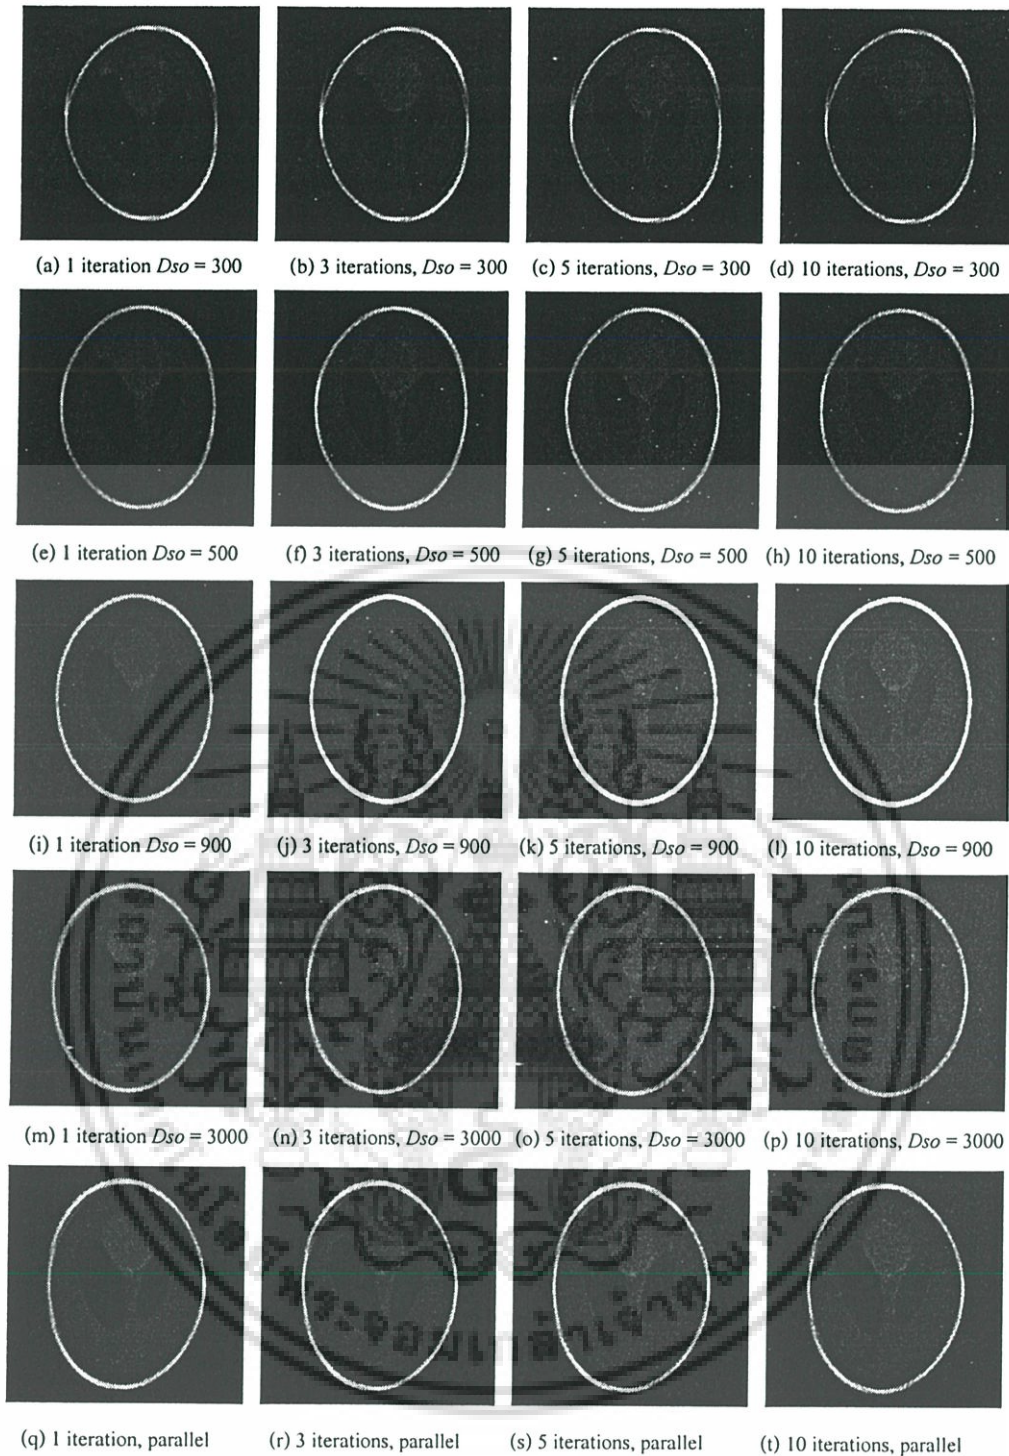 (a) 1 iteration Dso = 300
(b) 3 iterations, Dso = 300
(c) 5 iterations, Dso = 300
(d) 10 iterations, Dso = 300
(e) 1 iteration Dso = 500
(f) 3 iterations, Dso = 500
(g) 5 iterations, Dso = 500
(h) 10 iterations, Dso = 500
(i) 1 iteration Dso = 900
(j) 3 iterations, Dso = 900
(k) 5 iterations, Dso = 900
(l) 10 iterations, Dso = 900
(m) 1 iteration Dso = 3000
(n) 3 iterations, Dso = 3000
(o) 5 iterations, Dso = 3000
(p) 10 iterations, Dso = 3000
(q) 1 iteration, parallel
(r) 3 iterations, parallel
(s) 5 iterations, parallel
(t) 10 iterations, parallel